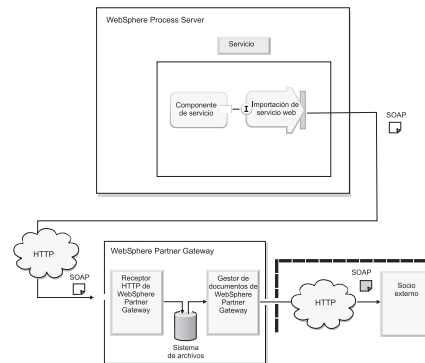 WebSphere Process Server
Servicio
Componente
de servicio
I
Importación de
servicio web
SOAP
HTTP
SOAP
WebSphere Partner Gateway
Receptor
HTTP de
WebSphere
Partner
Gateway
Sistema
de archivos
Gestor de
documentos de
WebSphere
Partner
Gateway
HTTP
SOAP
Socio
externo